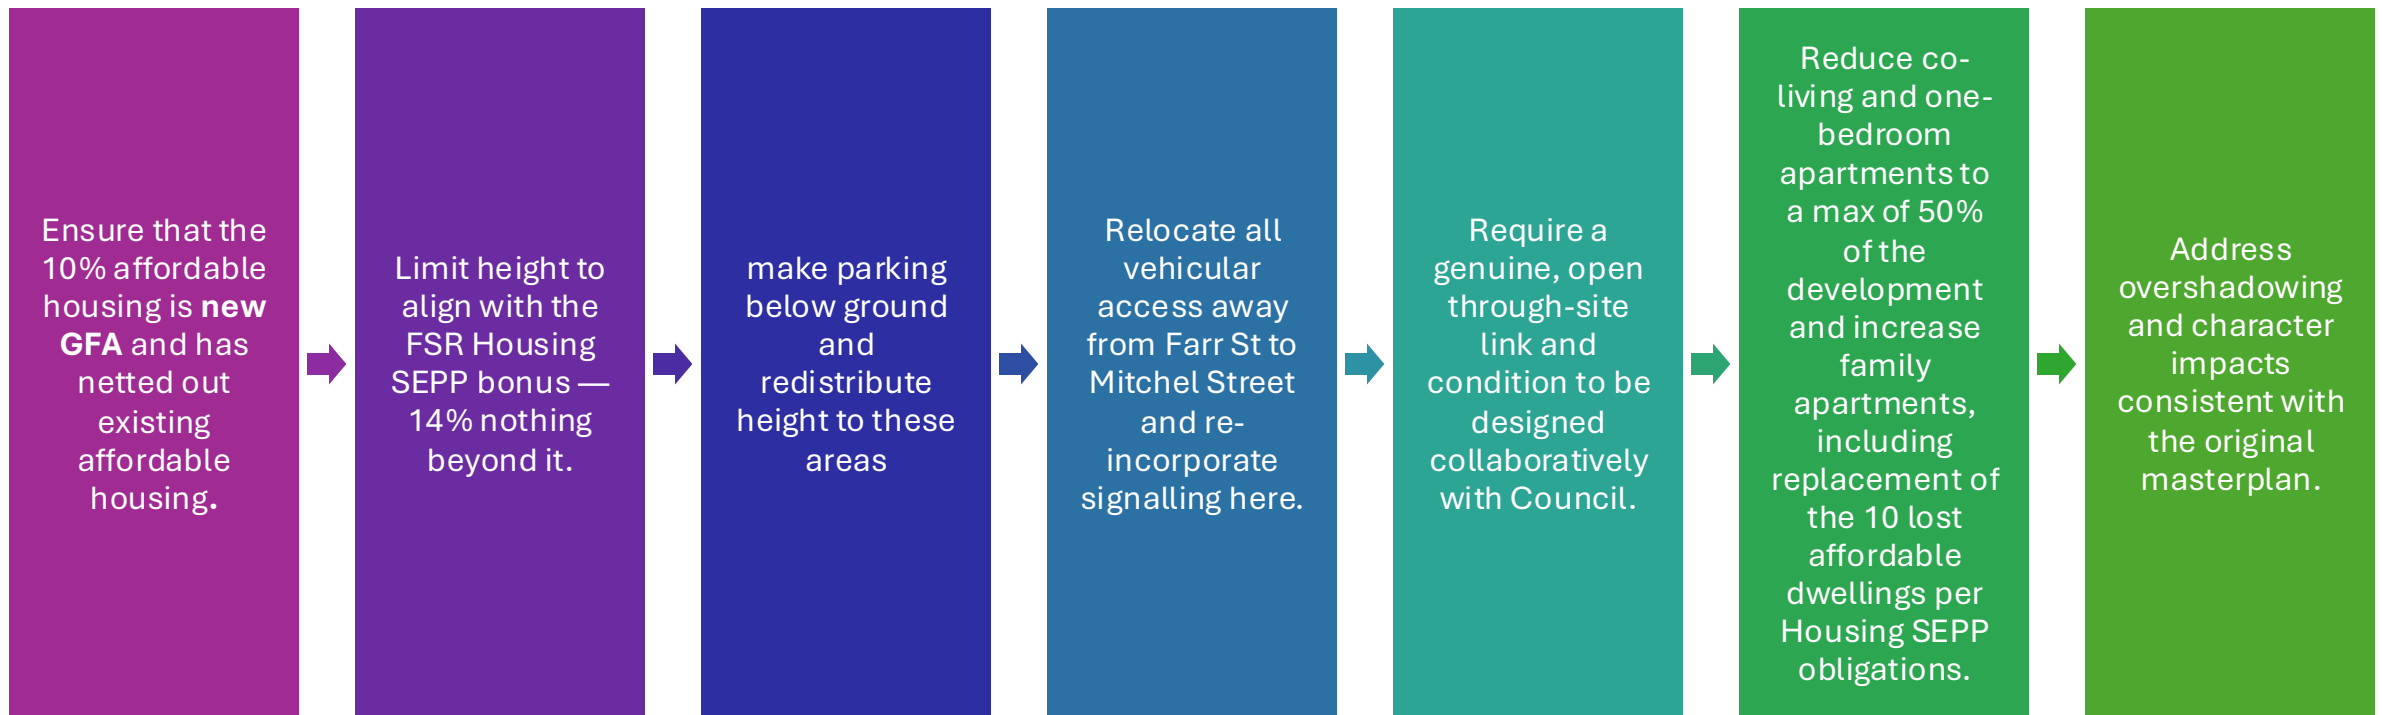 Ensure that the
10% affordable
housing is new
GFA and has
netted out
existing
affordable
housing.
Limit height to
align with the
FSR Housing
SEPP bonus —
14% nothing
beyond it.
make parking
below ground
and
redistribute
height to these
areas
Relocate all
vehicular
access away
from Farr St to
Mitchel Street
and re-
incorporate
signalling here.
Require a
genuine, open
through-site
link and
condition to be
designed
collaboratively
with Council.
Reduce co-
living and one-
bedroom
apartments to
a max of 50%
of the
development
and increase
family
apartments,
including
replacement of
the 10 lost
affordable
dwellings per
Housing SEPP
obligations.
Address
overshadowing
and character
impacts
consistent with
the original
masterplan.